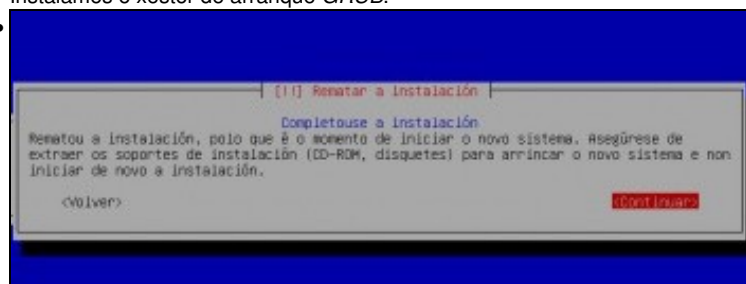 instalamos o xestor de arranque GRUB.
[!!] Rematar a instalación
Completouse a instalación
Rematou a instalación, polo que é o momento de iniciar o novo sistema. Asegúrese de
extraer os soportes de instalación (CD-ROM, disquetes) para arrincar o novo sistema e non
iniciar de novo a instalación.
<Volver> <Continuar>